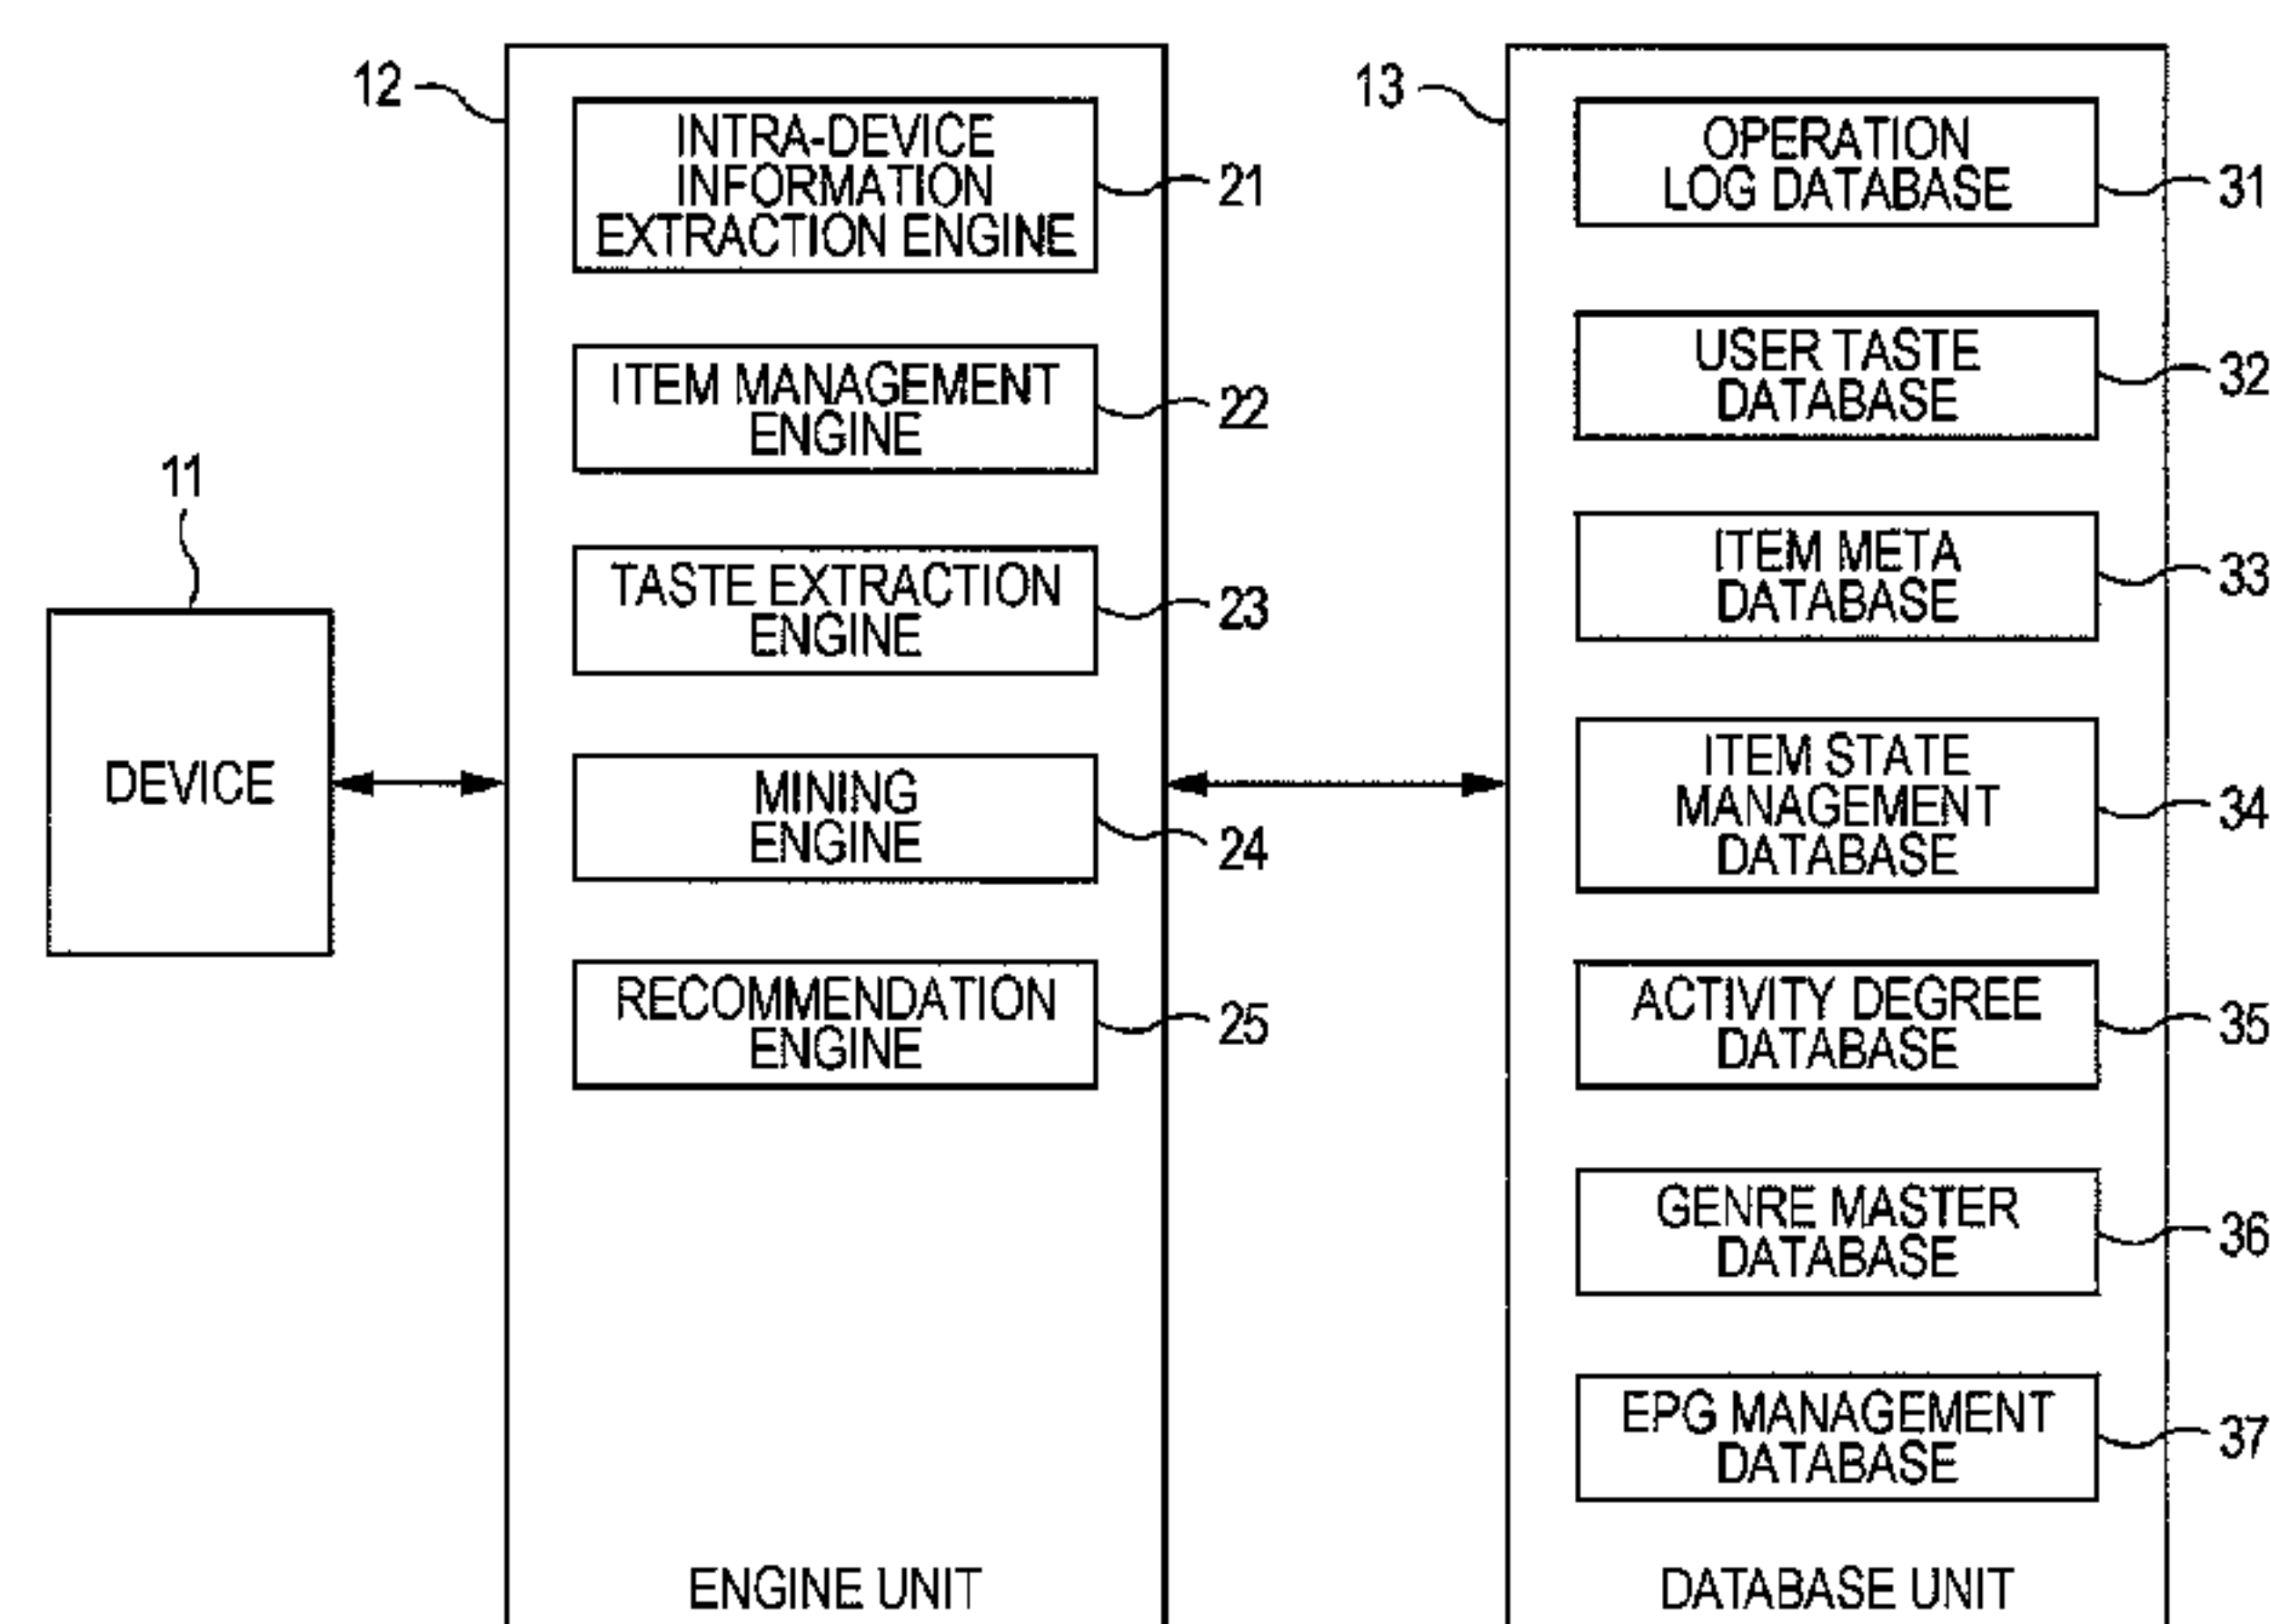 12
INTRA-DEVICE
INFORMATION
EXTRACTION ENGINE
21
ITEM MANAGEMENT
ENGINE
22
11
TASTE EXTRACTION
ENGINE
23
DEVICE
MINING
ENGINE
24
RECOMMENDATION
ENGINE
25
ENGINE UNIT
13
OPERATION
LOG DATABASE
31
USER TASTE
DATABASE
32
ITEM META
DATABASE
33
ITEM STATE
MANAGEMENT
DATABASE
34
ACTIVITY DEGREE
DATABASE
35
GENRE MASTER
DATABASE
36
EPG MANAGEMENT
DATABASE
37
DATABASE UNIT